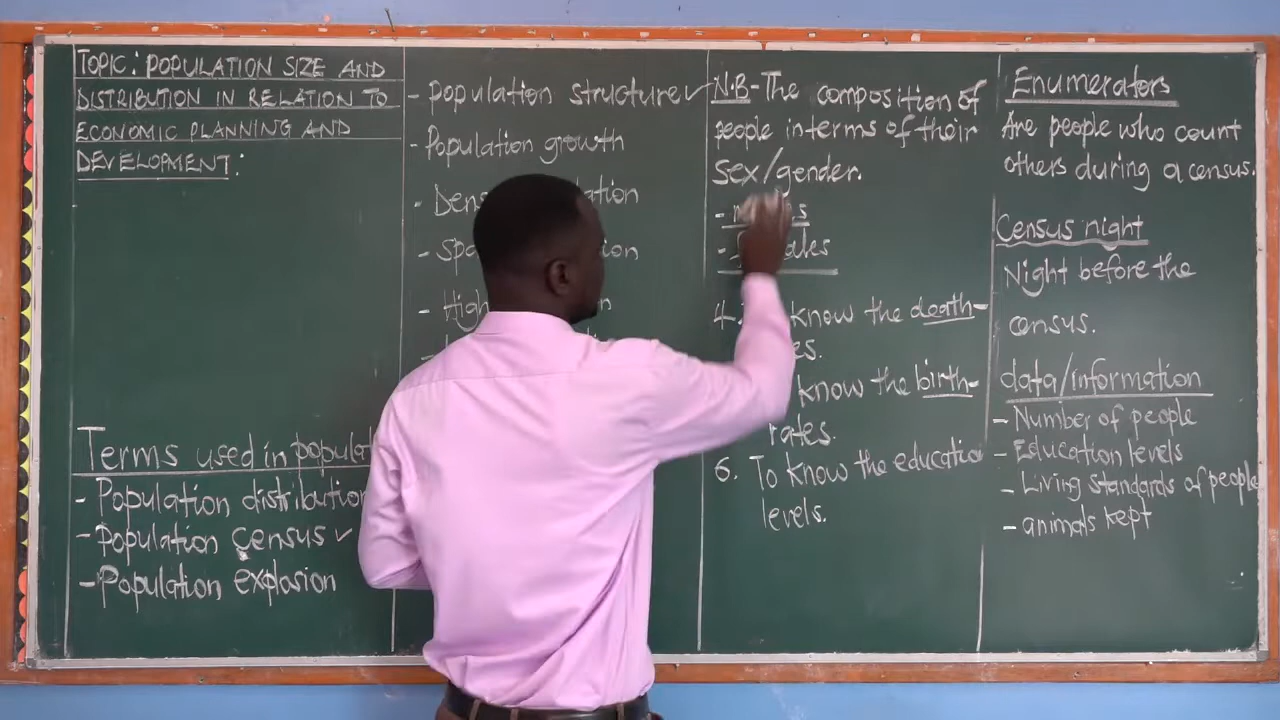 TOPIC: POPULATION SIZE AND
DISTRIBUTION IN RELATION TO
ECONOMIC PLANNING AND
DEVELOPMENT:
Terms used in
- Population distribution
- Population census ✓
- Population explosion
- Population structure ✓
- Population growth
-
-
- High
N.B - The composition of
people interms of their
sex/gender.
-
-
4. know the death-
know the birth-
rates.
6. To know the education
levels.
Enumerators
Are people who count
others during a census.
Census night
Night before the
census.
data/information
- Number of people
- Education levels
- Living standards of people
- animals kept